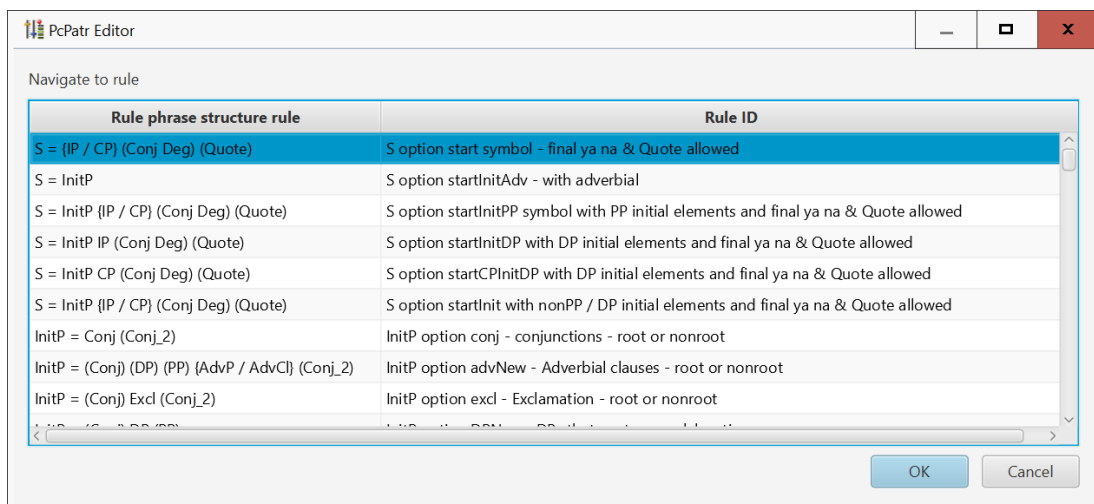 PcPatr Editor
Navigate to rule
Rule phrase structure rule Rule ID
S = {IP / CP} (Conj Deg) (Quote) S option start symbol - final ya na & Quote allowed
S = InitP S option startInitAdv - with adverbial
S = InitP {IP / CP} (Conj Deg) (Quote) S option startInitPP symbol with PP initial elements and final ya na & Quote allowed
S = InitP IP (Conj Deg) (Quote) S option startInitDP with DP initial elements and final ya na & Quote allowed
S = InitP CP (Conj Deg) (Quote) S option startCPInitDP with DP initial elements and final ya na & Quote allowed
S = InitP {IP / CP} (Conj Deg) (Quote) S option startInit with nonPP / DP initial elements and final ya na & Quote allowed
InitP = Conj (Conj_2) InitP option conj - conjunctions - root or nonroot
InitP = (Conj) (DP) (PP) {AdvP / AdvCl} (Conj_2) InitP option advNew - Adverbial clauses - root or nonroot
InitP = (Conj) Excl (Conj_2) InitP option excl - Exclamation - root or nonroot
OK Cancel